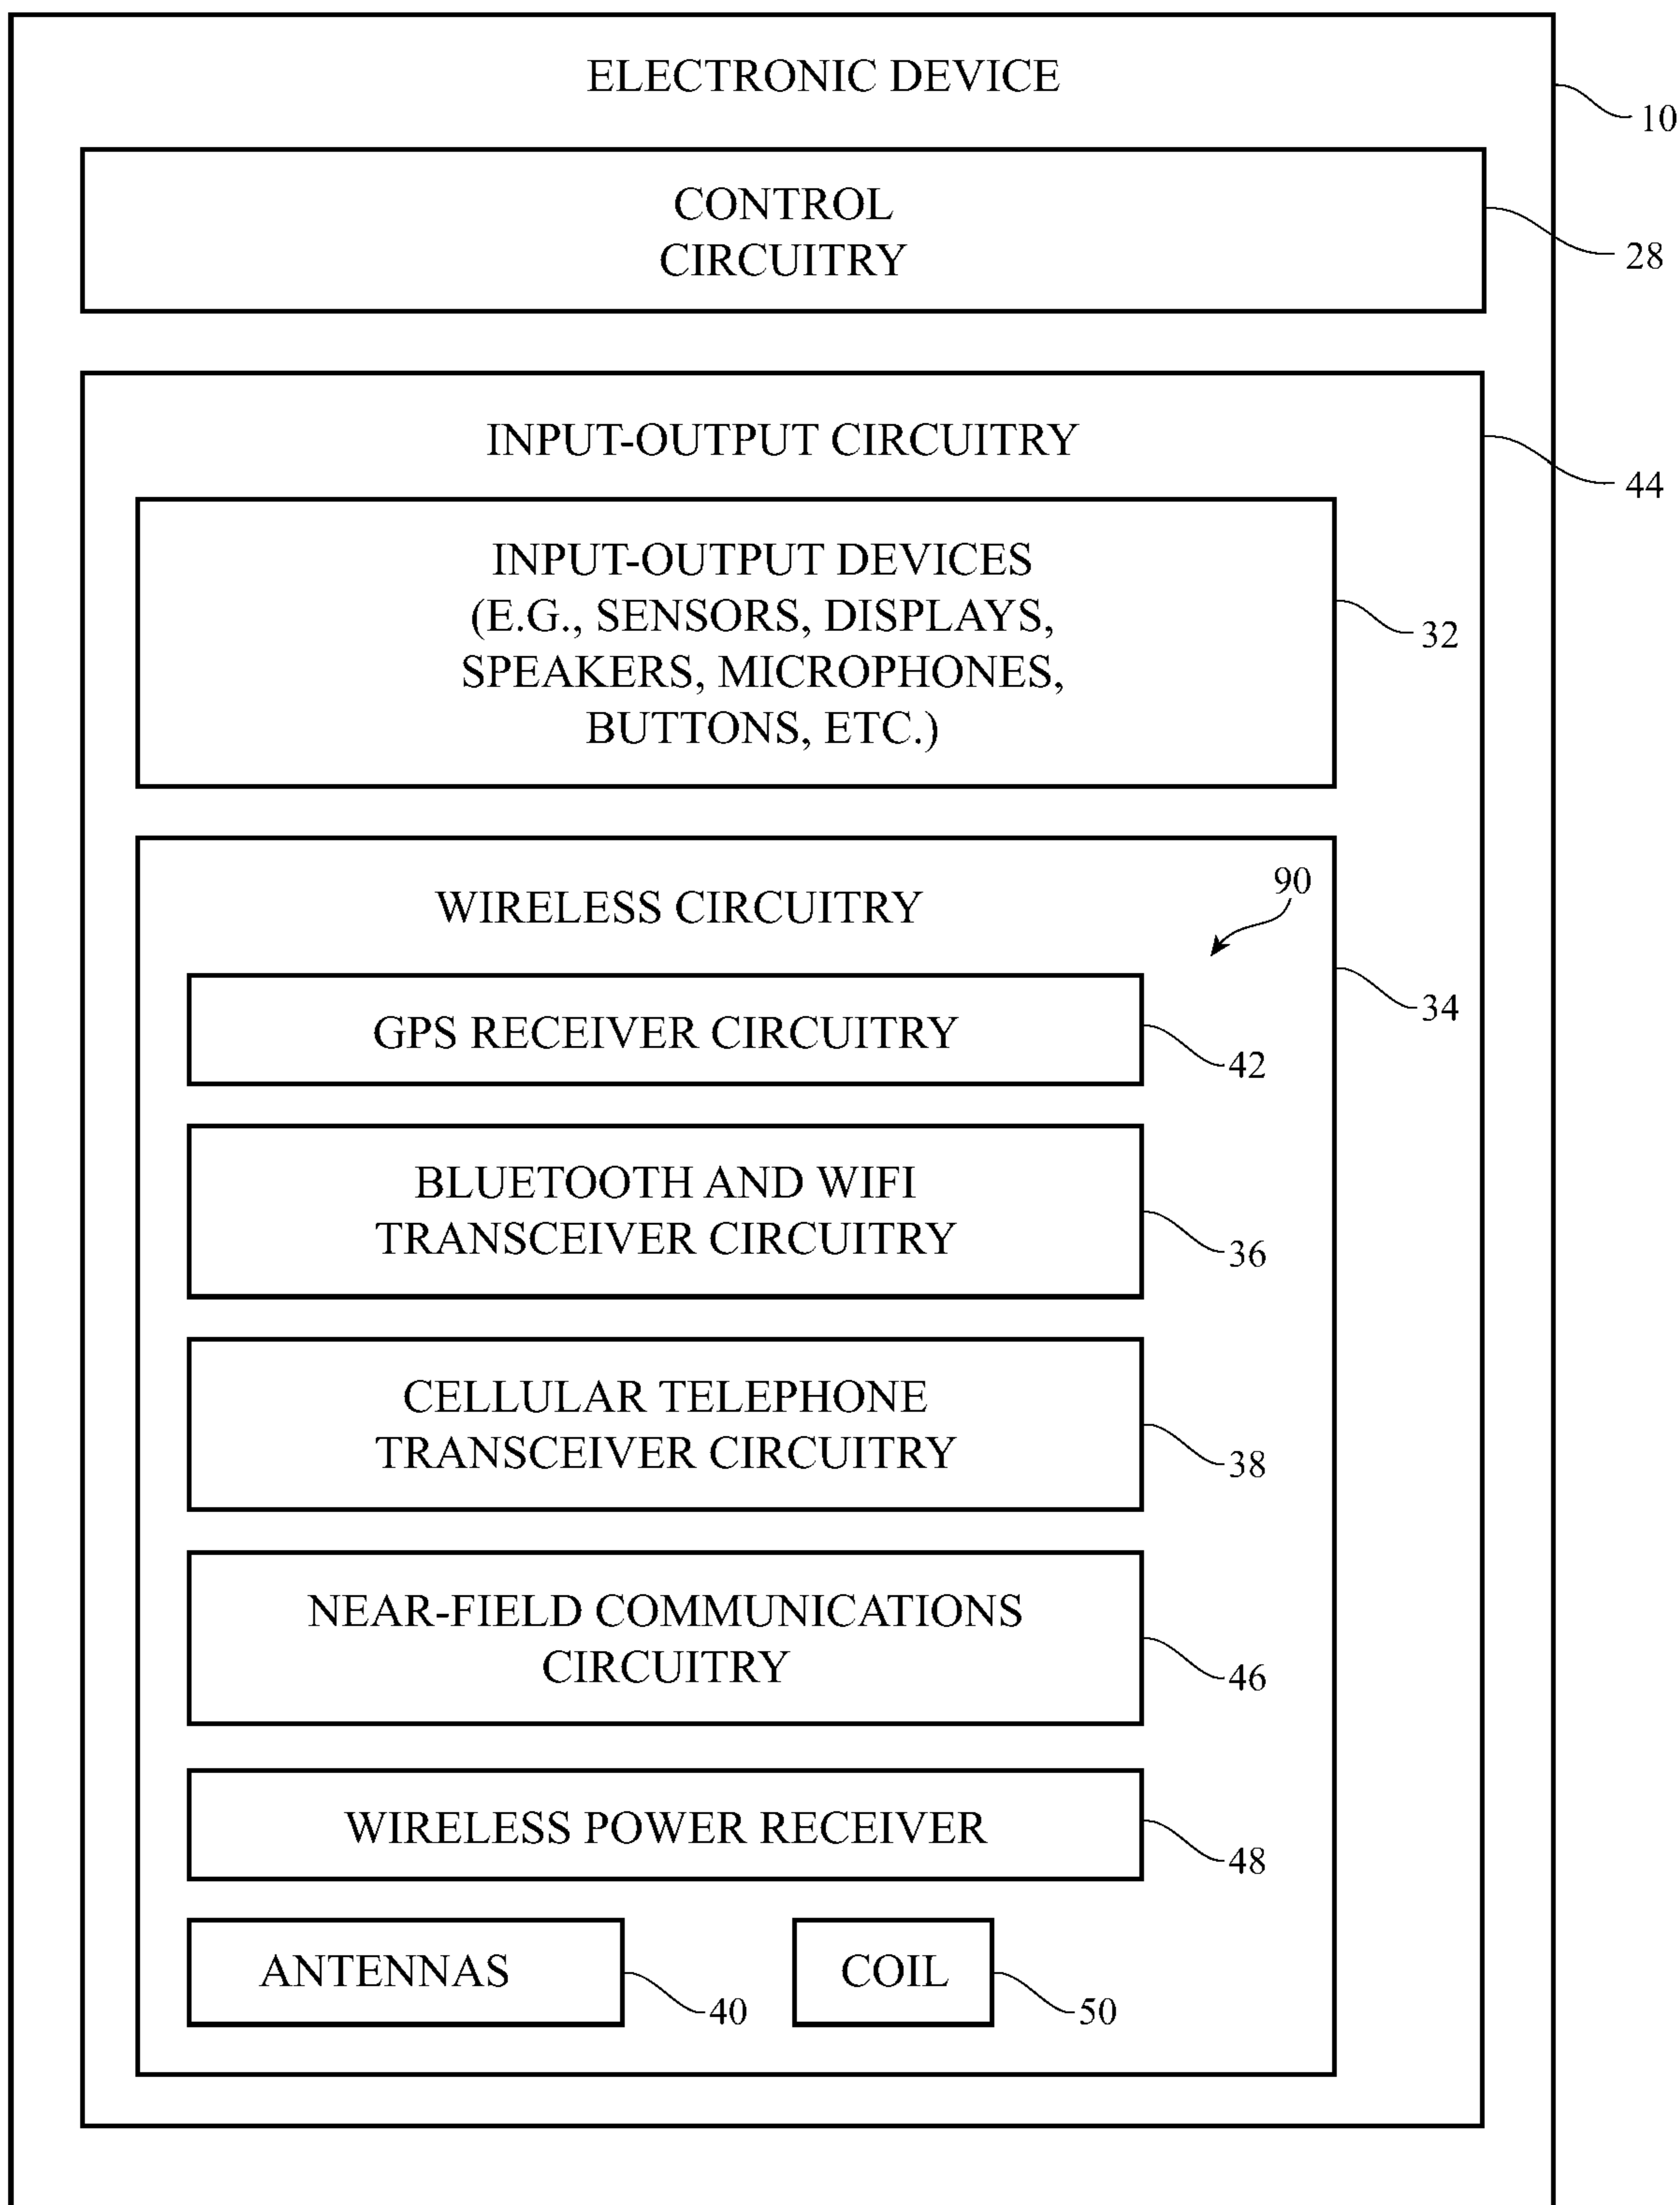 ELECTRONIC DEVICE
10
CONTROL
CIRCUITRY
28
INPUT-OUTPUT CIRCUITRY
44
INPUT-OUTPUT DEVICES
(E.G., SENSORS, DISPLAYS,
SPEAKERS, MICROPHONES,
BUTTONS, ETC.)
32
WIRELESS CIRCUITRY
90
34
GPS RECEIVER CIRCUITRY
42
BLUETOOTH AND WIFI
TRANSCEIVER CIRCUITRY
36
CELLULAR TELEPHONE
TRANSCEIVER CIRCUITRY
38
NEAR-FIELD COMMUNICATIONS
CIRCUITRY
46
WIRELESS POWER RECEIVER
48
ANTENNAS
40
COIL
50